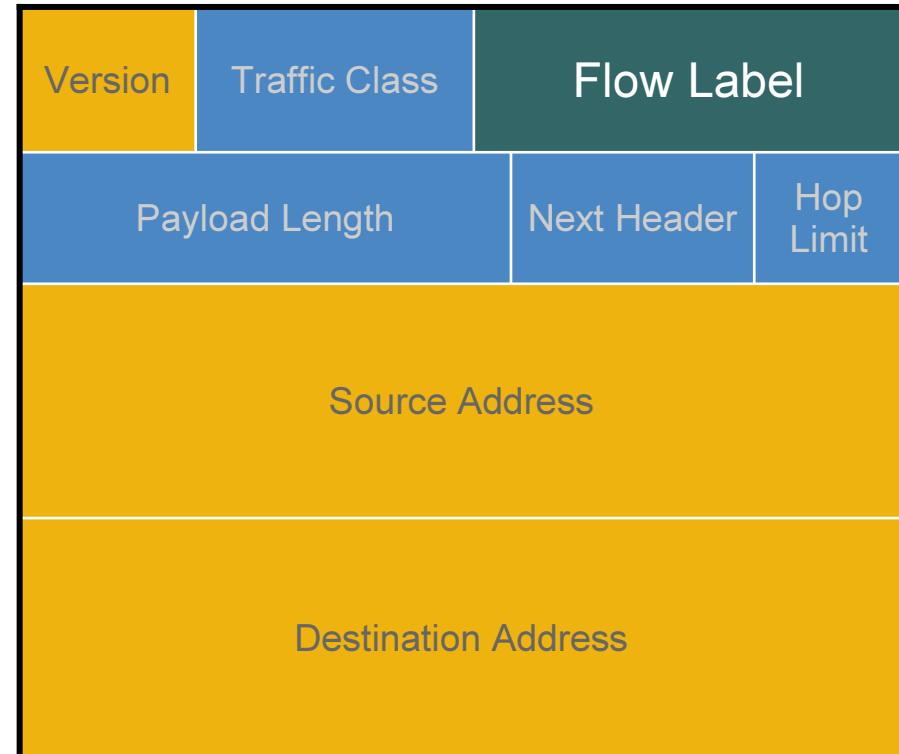 Version
Traffic Class
Flow Label
Payload Length
Next Header
Hop
Limit
Source Address
Destination Address